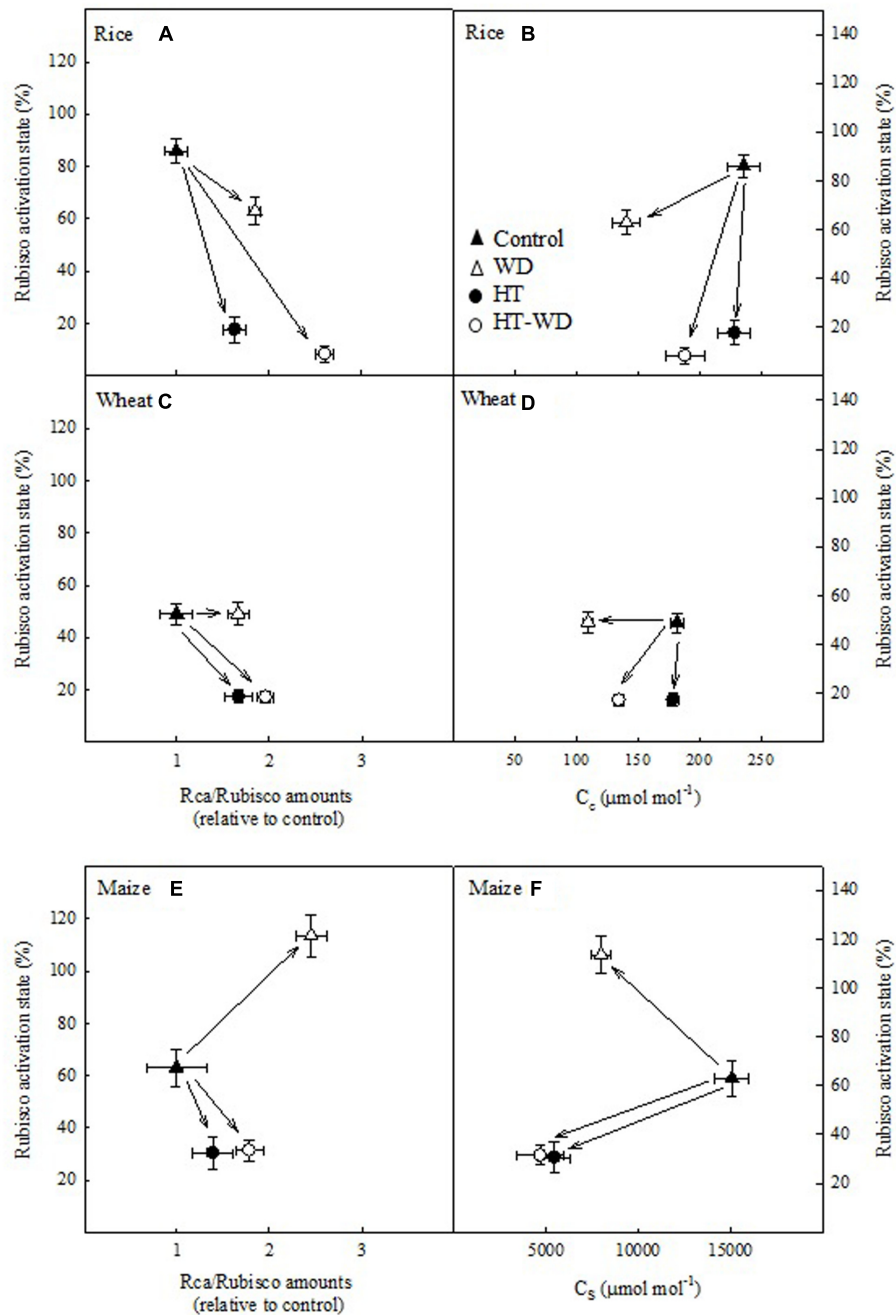 Rice A
Rice B
120
100
80
60
40
20
Rubisco activation state (%)
Control
WD
HT
HT-WD
140
120
100
80
60
40
20
Rubisco activation state (%)
Wheat C
Wheat D
120
100
80
60
40
20
Rubisco activation state (%)
140
120
100
80
60
40
20
Rubisco activation state (%)
1 2 3
Rca/Rubisco amounts
(relative to control)
50 100 150 200 250
Cc (μmol mol-1)
Maize E
Maize F
120
100
80
60
40
20
Rubisco activation state (%)
140
120
100
80
60
40
20
Rubisco activation state (%)
1 2 3
Rca/Rubisco amounts
(relative to control)
5000 10000 15000
CS (μmol mol-1)